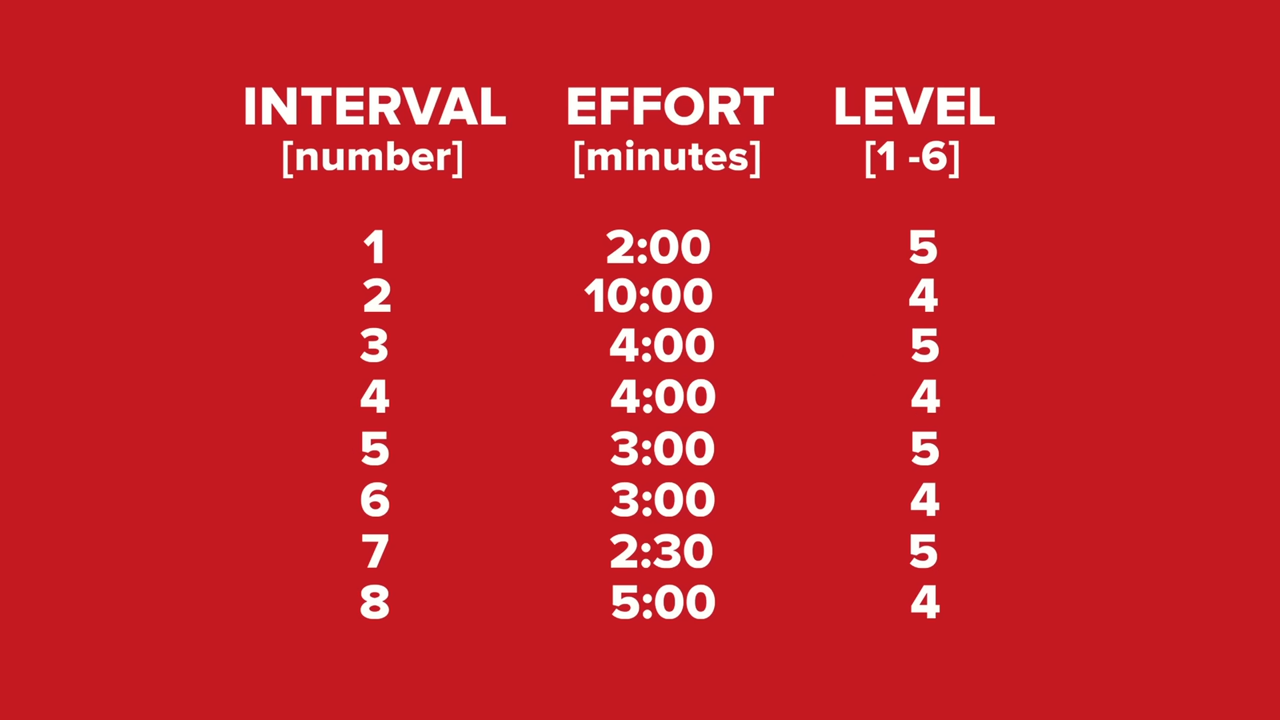 INTERVAL EFFORT LEVEL
[number] [minutes] [1 -6]
1 2:00 5
2 10:00 4
3 4:00 5
4 4:00 4
5 3:00 5
6 3:00 4
7 2:30 5
8 5:00 4